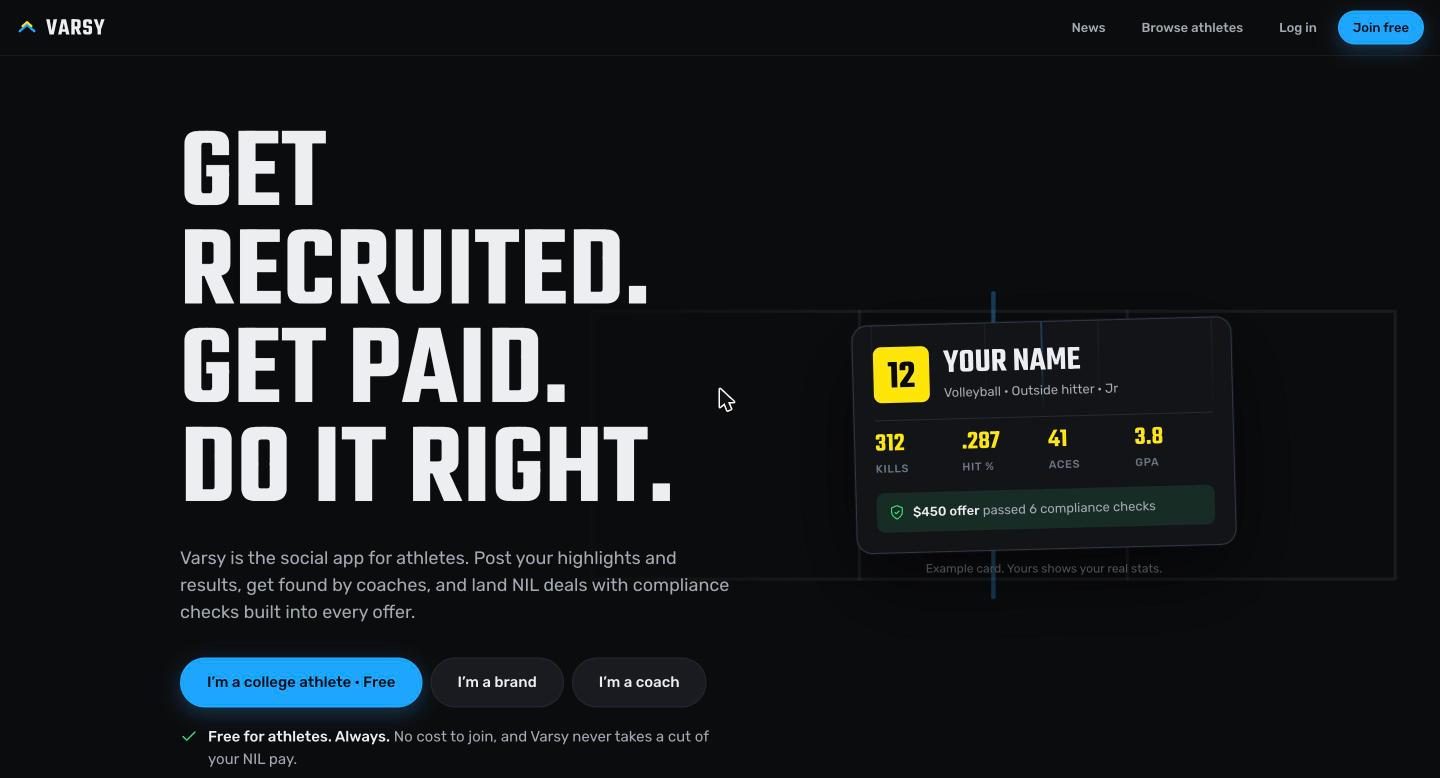 VARSY
News
Browse athletes
Log in
Join free
GET
RECRUITED.
GET PAID.
DO IT RIGHT.
Varsy is the social app for athletes. Post your highlights and
results, get found by coaches, and land NIL deals with compliance
checks built into every offer.
I'm a college athlete • Free
I'm a brand
I'm a coach
Free for athletes. Always. No cost to join, and Varsy never takes a cut of
your NIL pay.
12
YOUR NAME
Volleyball • Outside hitter • Jr
312
.287
41
3.8
KILLS
HIT %
ACES
GPA
$450 offer passed 6 compliance checks
Example card. Yours shows your real stats.